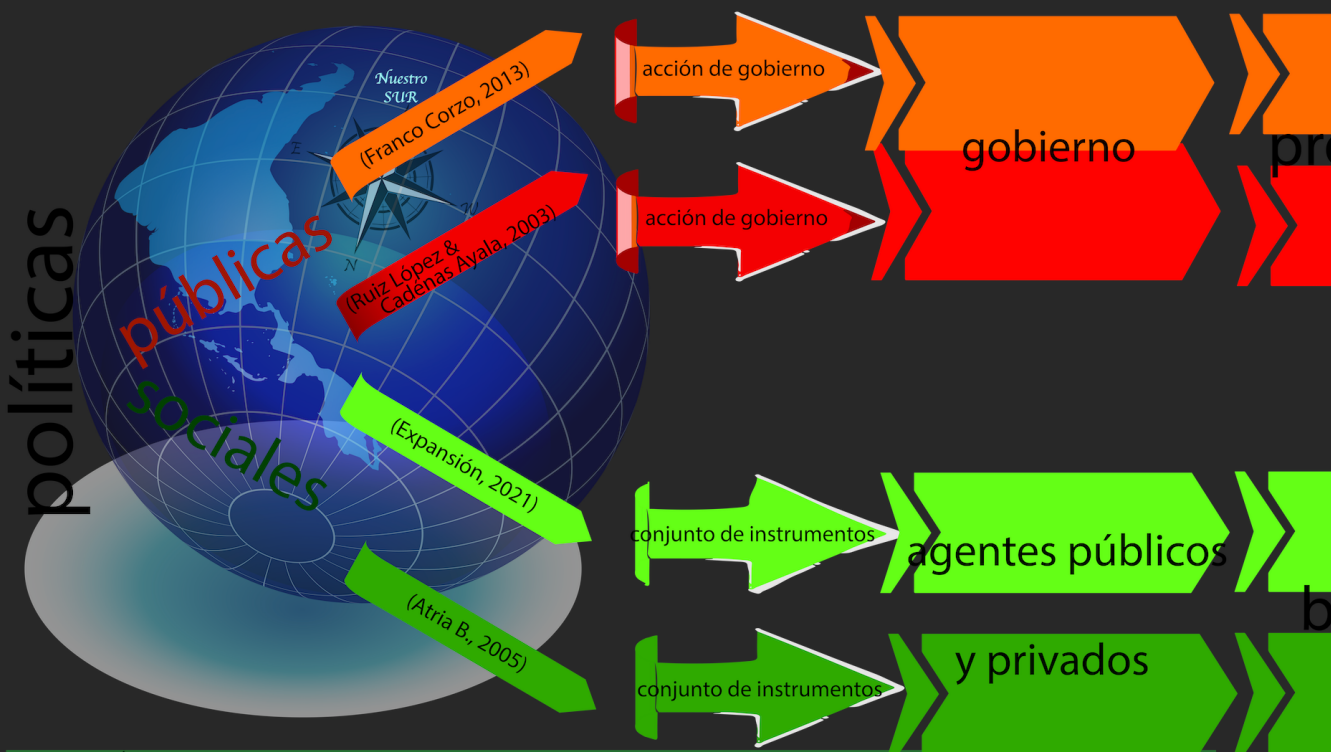 políticas
públicas
sociales
Nuestro
SUR
E
W
N
(Franco Corzo, 2013)
acción de gobierno
(Ruiz López &
Cadenas Ayala, 2003)
acción de gobierno
gobierno
(Expansión, 2021)
conjunto de instrumentos
agentes públicos
(Atria B., 2005)
conjunto de instrumentos
y privados